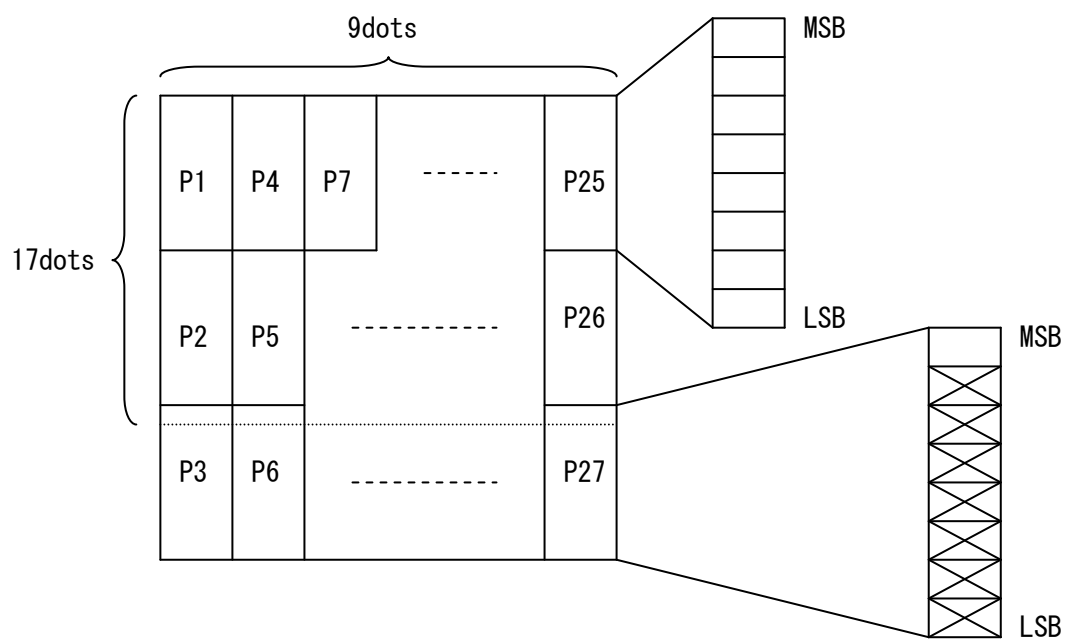 9dots
MSB
17dots
P1 P4 P7 P25
P2 P5 P26
LSB
MSB
P3 P6 P27
LSB